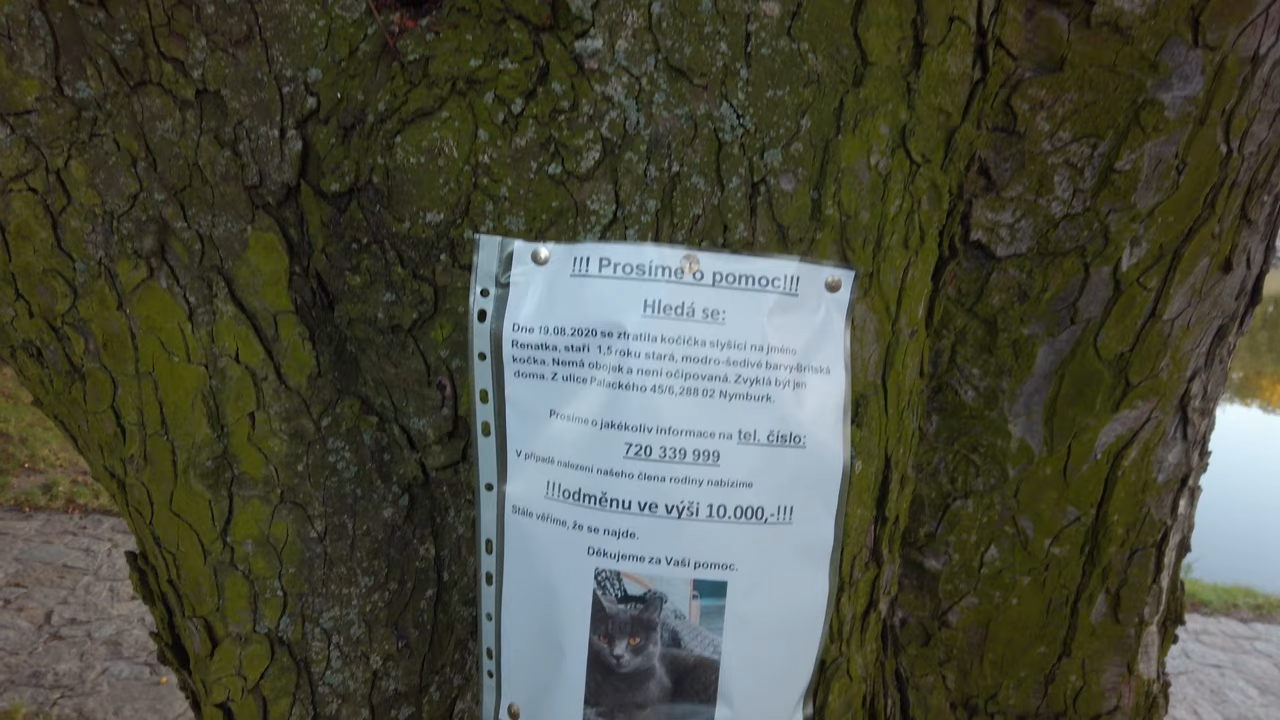 !!! Prosíme o pomoc!!!
Hledá se:
Dne 19.08.2020 se ztratila kočička slyšící na jméno
Renatka, staří 1,5 roku stará, modro-šedivé barvy-Britská
kočka. Nemá obojek a není očipovaná. Zvyklá být jen
doma. Z ulice Palackého 45/6,288 02 Nymburk.
Prosíme o jakékoliv informace na tel. číslo:
720 339 999
V případě nalezení našeho člena rodiny nabízíme
!!!odměnu ve výši 10.000,-!!!
Stále věříme, že se najde.
Děkujeme za Vaši pomoc.